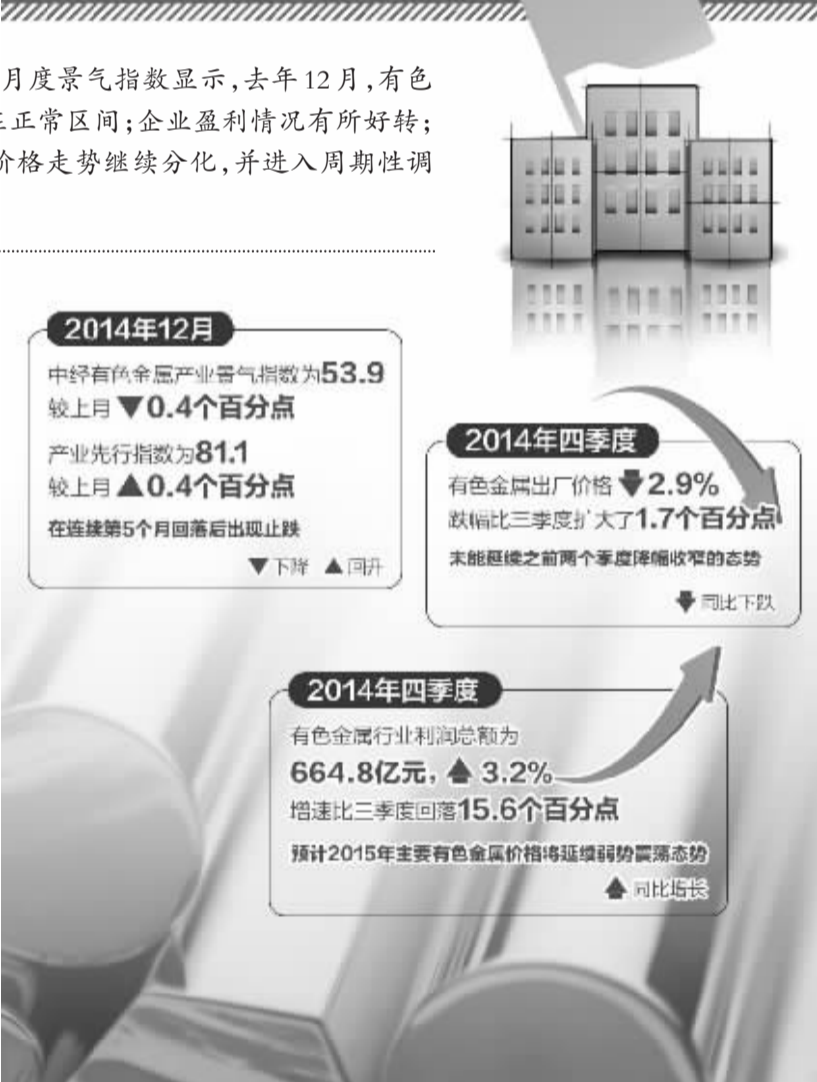 月度景气指数显示,去年12月,有色
正常区间;企业盈利情况有所好转;
价格走势继续分化,并进入周期性调
2014年12月
中经有色金属产业景气指数为53.9
较上月▼0.4个百分点
产业先行指数为81.1
较上月▲0.4个百分点
在连续第5个月回落后出现止跌
▼下降 ▲回升
2014年四季度
有色金属出厂价格 2.9%
跌幅比三季度扩大了1.7个百分点
未能延续之前两个季度降幅收窄的态势
同比下跌
2014年四季度
有色金属行业利润总额为
664.8亿元, 3.2%
增速比三季度回落15.6个百分点
预计2015年主要有色金属价格将延续弱势震荡态势
同比增长